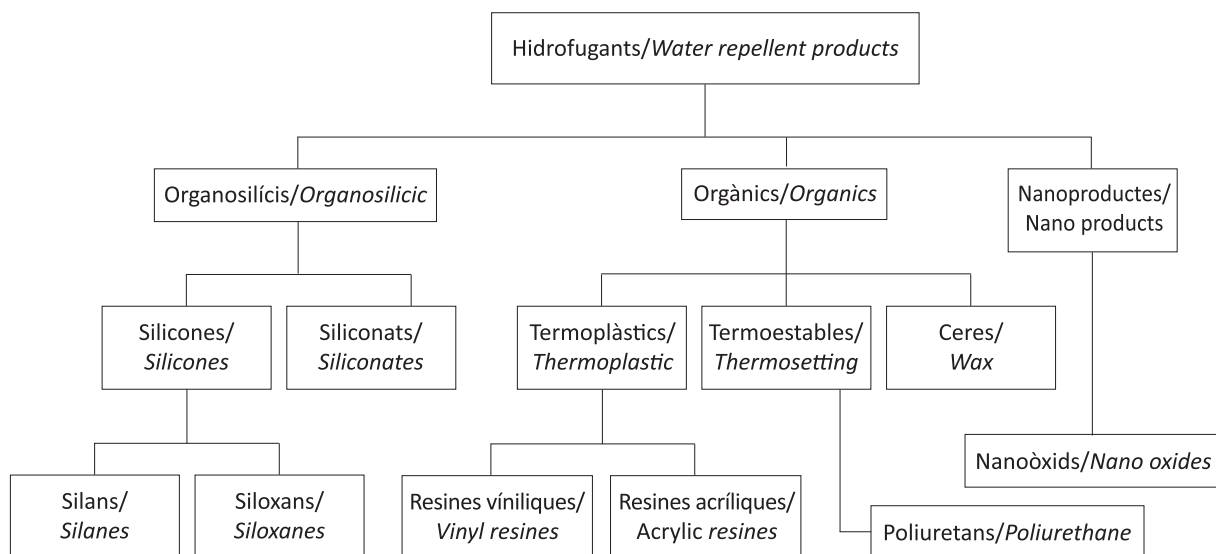 Hidrofugants/Water repellent products
Organosilícis/Organosilicic
Orgànics/Organics
Nanoproductes/
Nano products
Silicones/
Silicones
Siliconats/
Siliconates
Termoplàstics/
Thermoplastic
Termoestables/
Thermosetting
Ceres/
Wax
Nanoòxids/Nano oxides
Silans/
Silanes
Siloxans/
Siloxanes
Resines víniliques/
Vinyl resines
Resines acríliques/
Acrylic resines
Poliuretans/Poliurethane